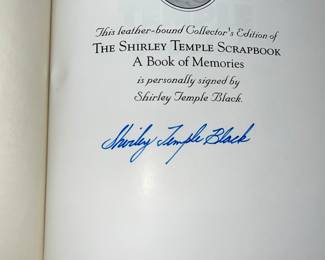 This leather-bound Collector's Edition of
THE SHIRLEY TEMPLE SCRAPBOOK
A Book of Memories
is personally signed by
Shirley Temple Black.
Shirley Temple Black